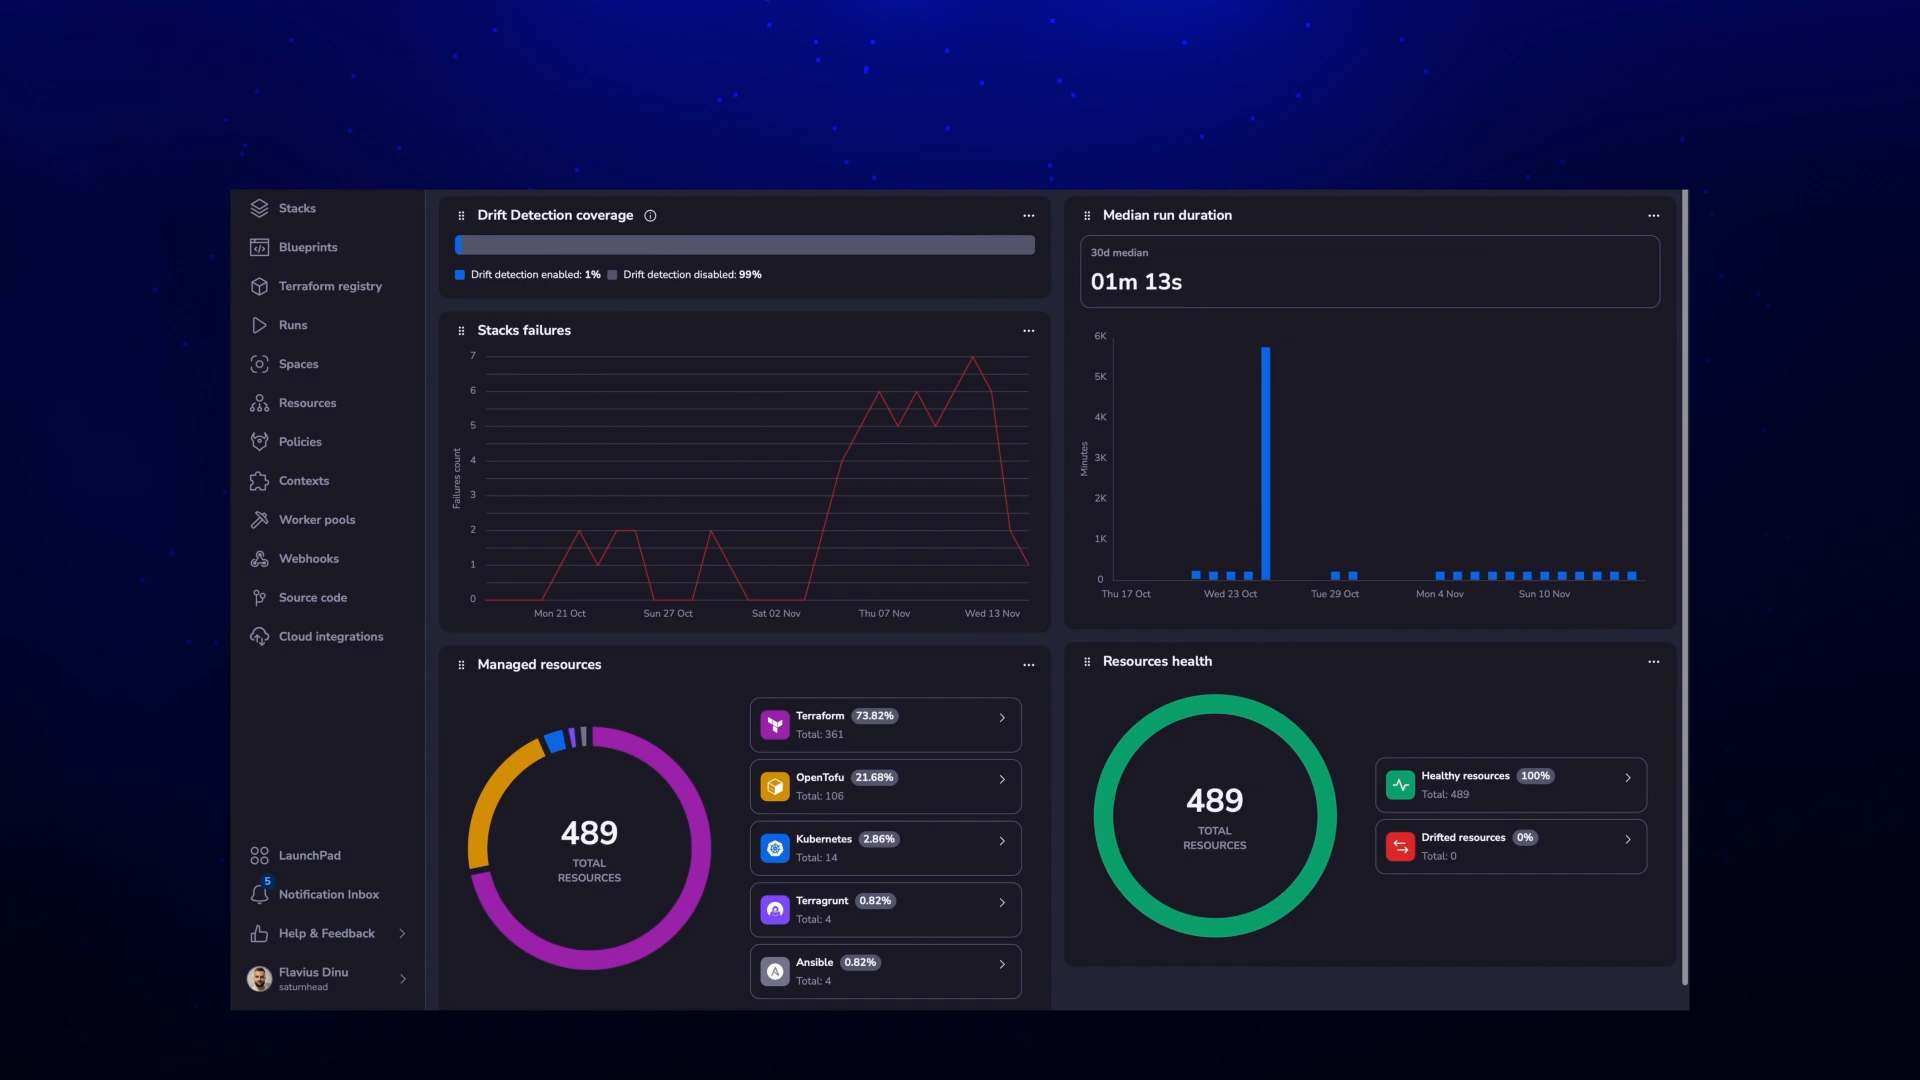 Stacks
Blueprints
Terraform registry
Runs
Spaces
Resources
Policies
Contexts
Worker pools
Webhooks
Source code
Cloud integrations
LaunchPad
5
Notification Inbox
Help & Feedback
Flavius Dinu
saturnhead
Drift Detection coverage
Drift detection enabled: 1%
Drift detection disabled: 99%
Stacks failures
Failures count
7
6
5
4
3
2
1
0
Mon 21 Oct
Sun 27 Oct
Sat 02 Nov
Thu 07 Nov
Wed 13 Nov
Managed resources
489
TOTAL
RESOURCES
Terraform 73.82%
Total: 361
OpenTofu 21.68%
Total: 106
Kubernetes 2.86%
Total: 14
Terragrunt 0.82%
Total: 4
A
Ansible 0.82%
Total: 4
Median run duration
30d median
01m 13s
Minutes
6K
5K
4K
3K
2K
1K
0
Thu 17 Oct
Wed 23 Oct
Tue 29 Oct
Mon 4 Nov
Sun 10 Nov
Resources health
489
TOTAL
RESOURCES
Healthy resources 100%
Total: 489
Drifted resources 0%
Total: 0